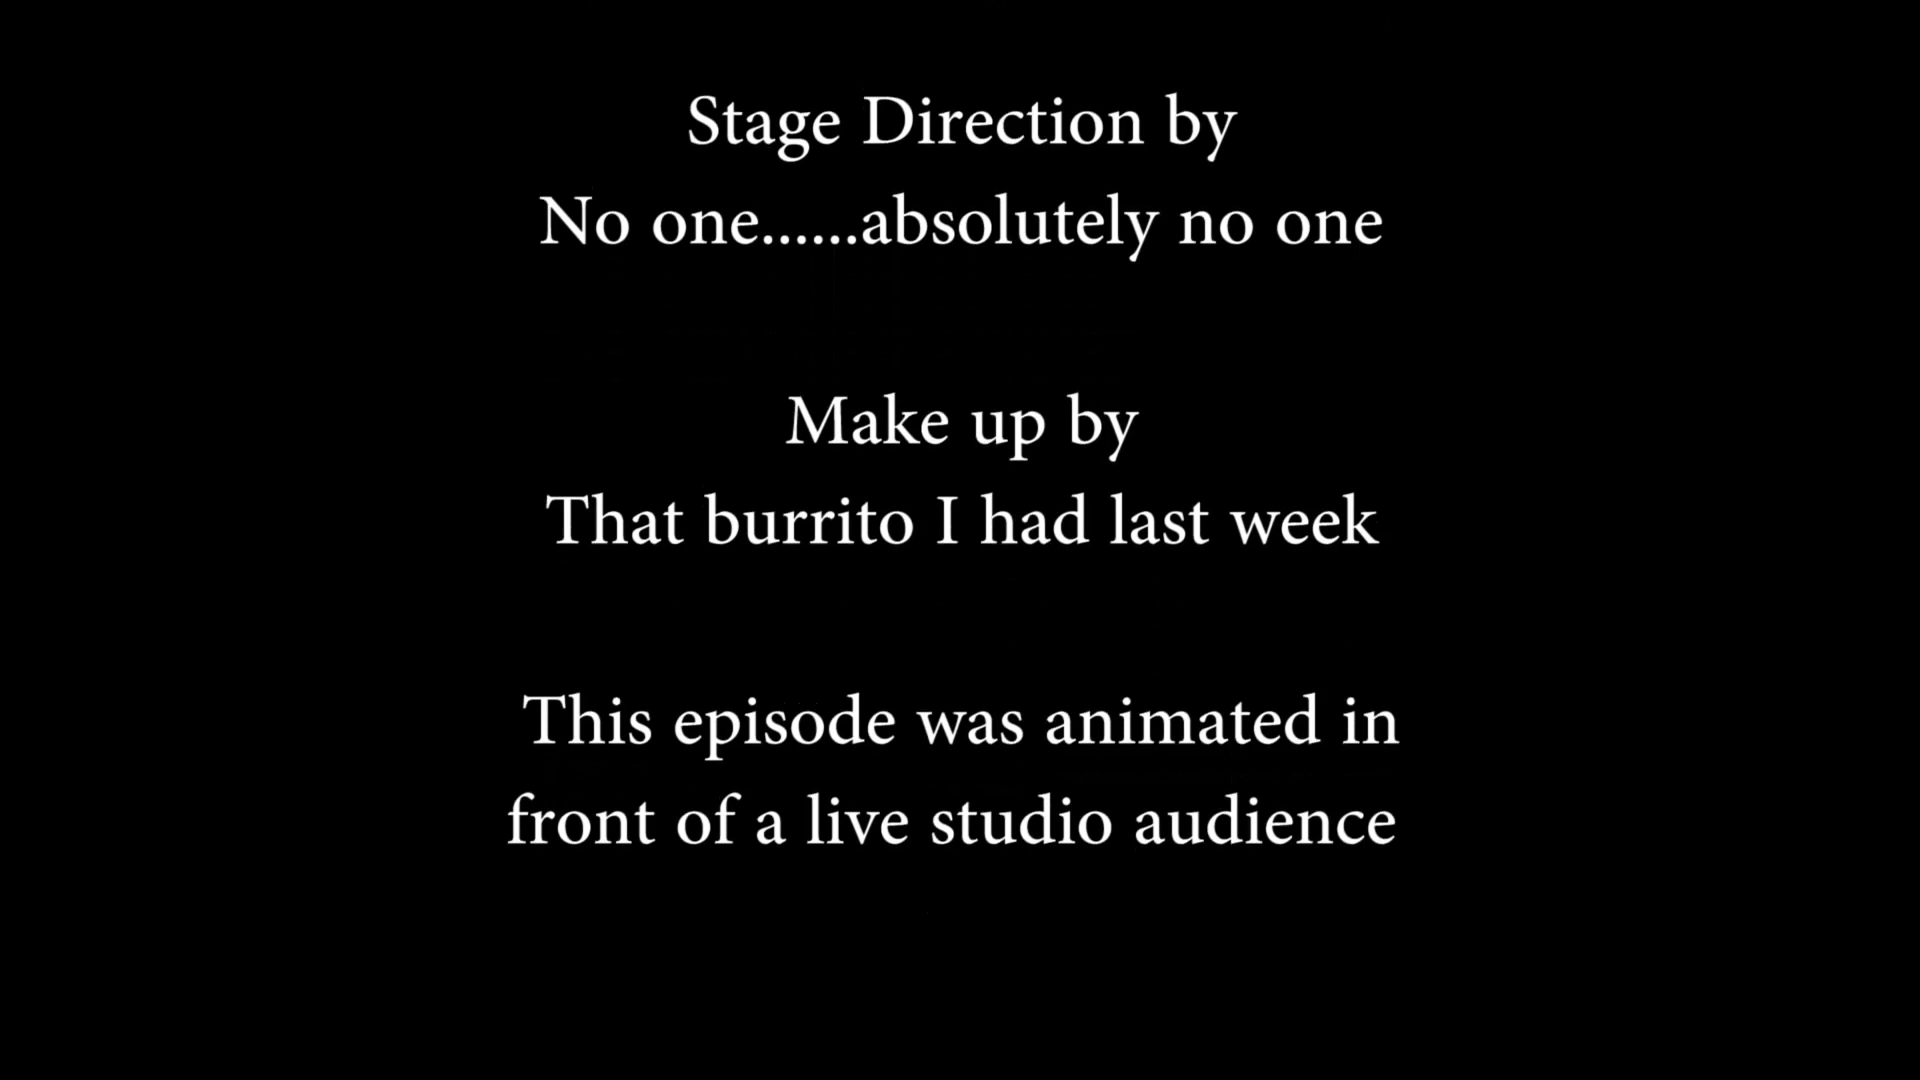 Stage Direction by
No one......absolutely no one
Make up by
That burrito I had last week
This episode was animated in
front of a live studio audience